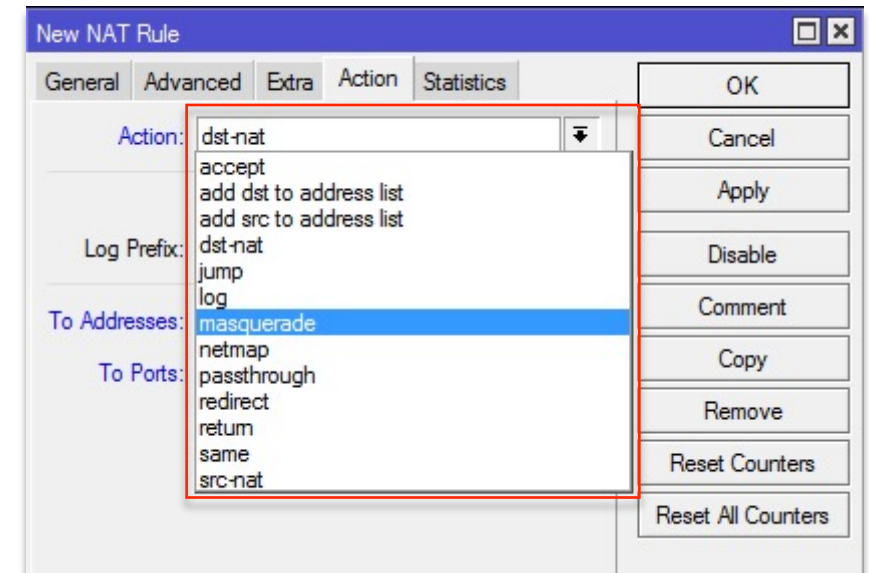 New NAT Rule
General Advanced Extra Action Statistics
Action: dst-nat
accept
add dst to address list
add src to address list
dst-nat
jump
log
masquerade
netmap
passthrough
redirect
return
same
src-nat
Log Prefix:
To Addresses:
To Ports:
OK
Cancel
Apply
Disable
Comment
Copy
Remove
Reset Counters
Reset All Counters